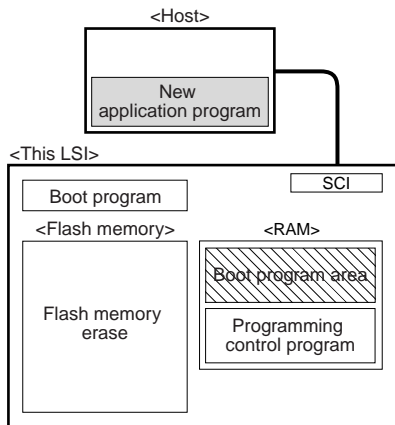 <Host>
New
application program
<This LSI>
SCI
Boot program
<Flash memory>
<RAM>
Boot program area
Flash memory
erase
Programming
control program